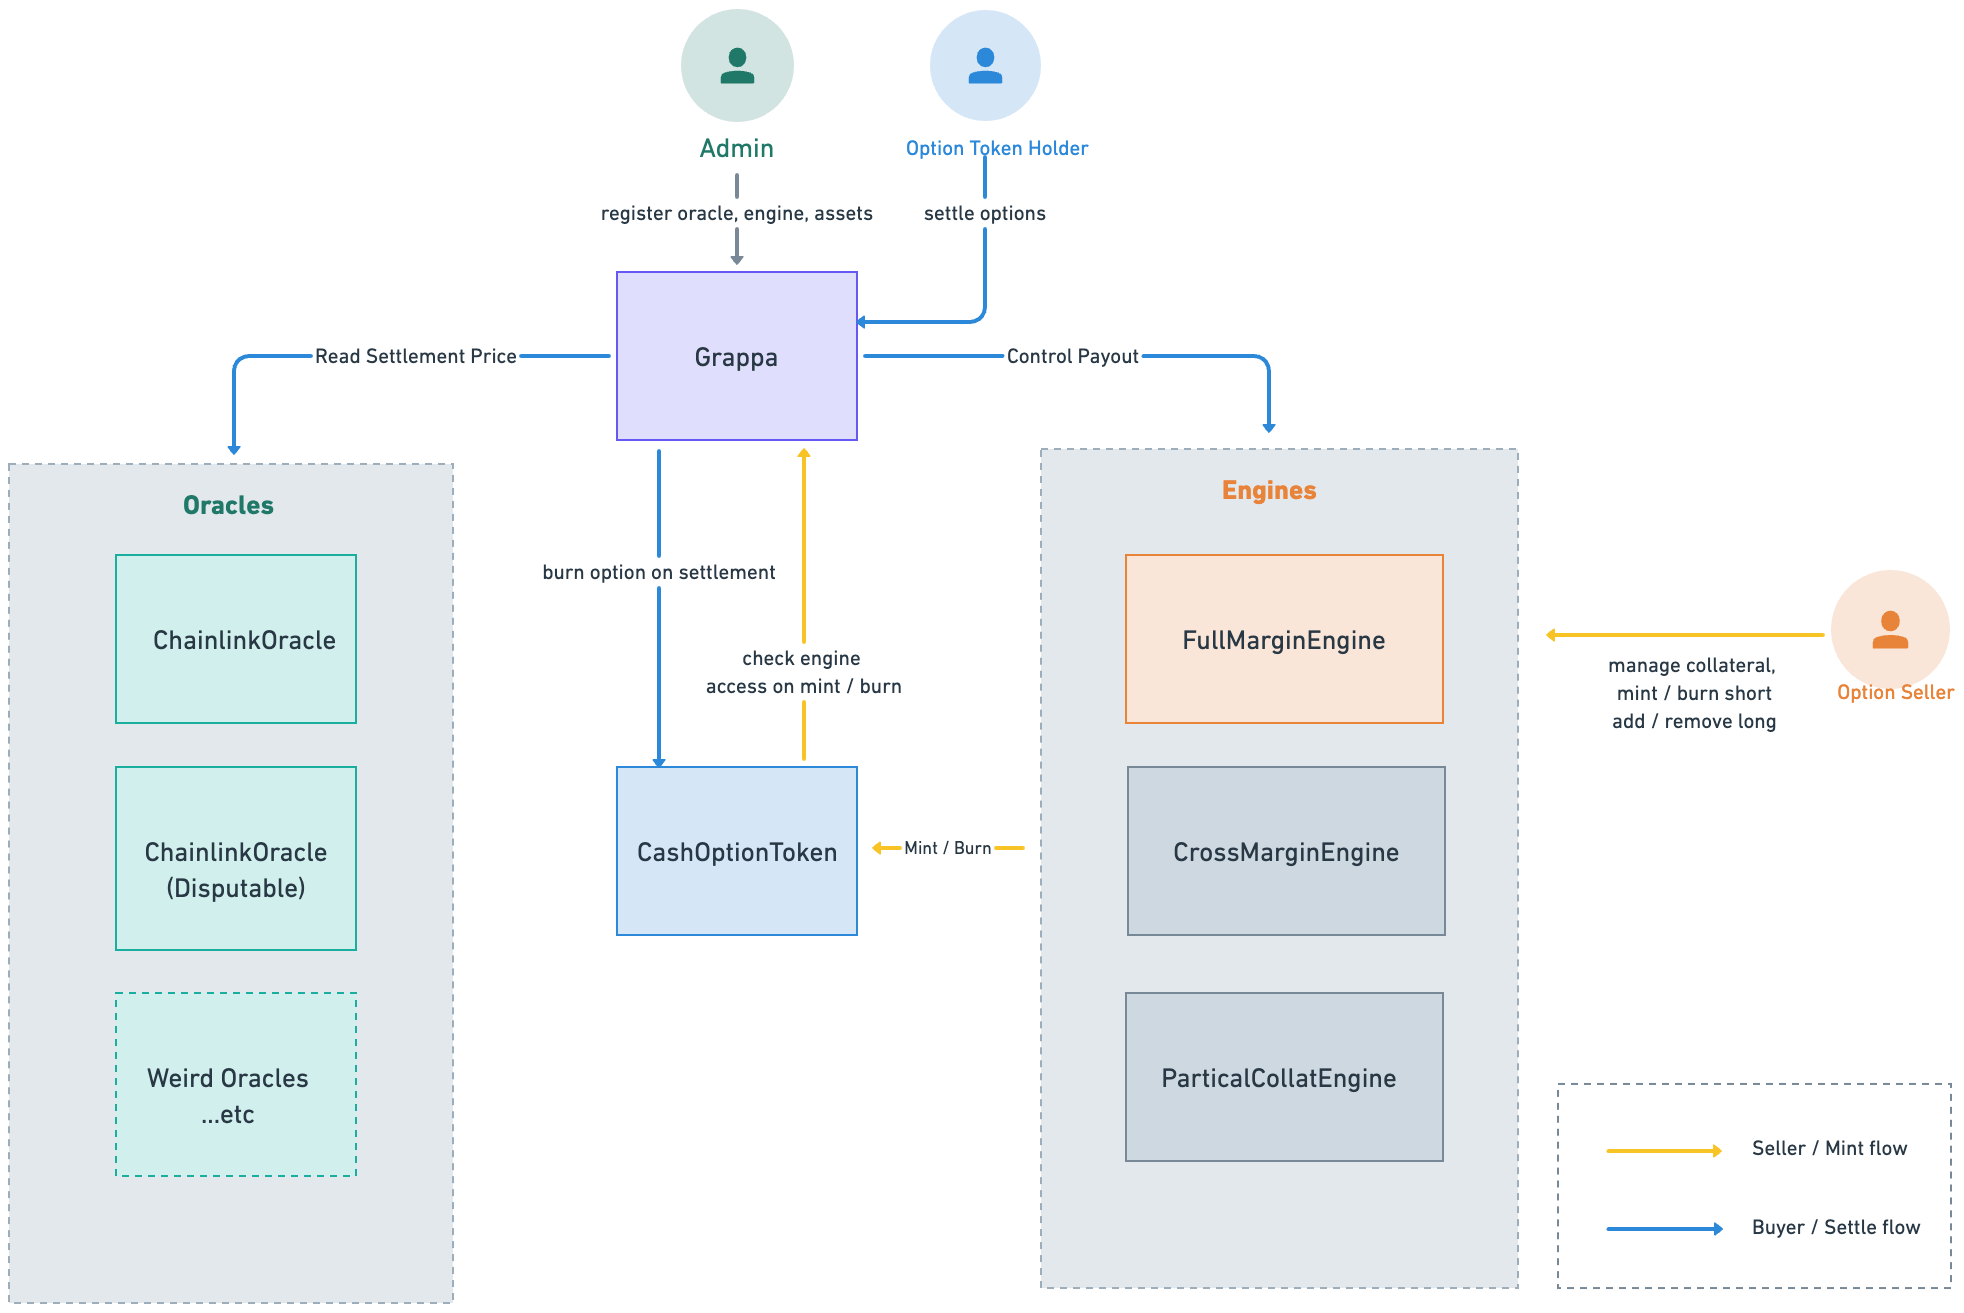 Admin
Option Token Holder
register oracle, engine, assets
settle options
Grappa
Read Settlement Price
Control Payout
Oracles
Engines
burn option on settlement
ChainlinkOracle
FullMarginEngine
check engine
access on mint / burn
manage collateral,
mint / burn short
add / remove long
Option Seller
ChainlinkOracle
(Disputable)
CashOptionToken
Mint / Burn
CrossMarginEngine
Weird Oracles
...etc
ParticalCollatEngine
Seller / Mint flow
Buyer / Settle flow